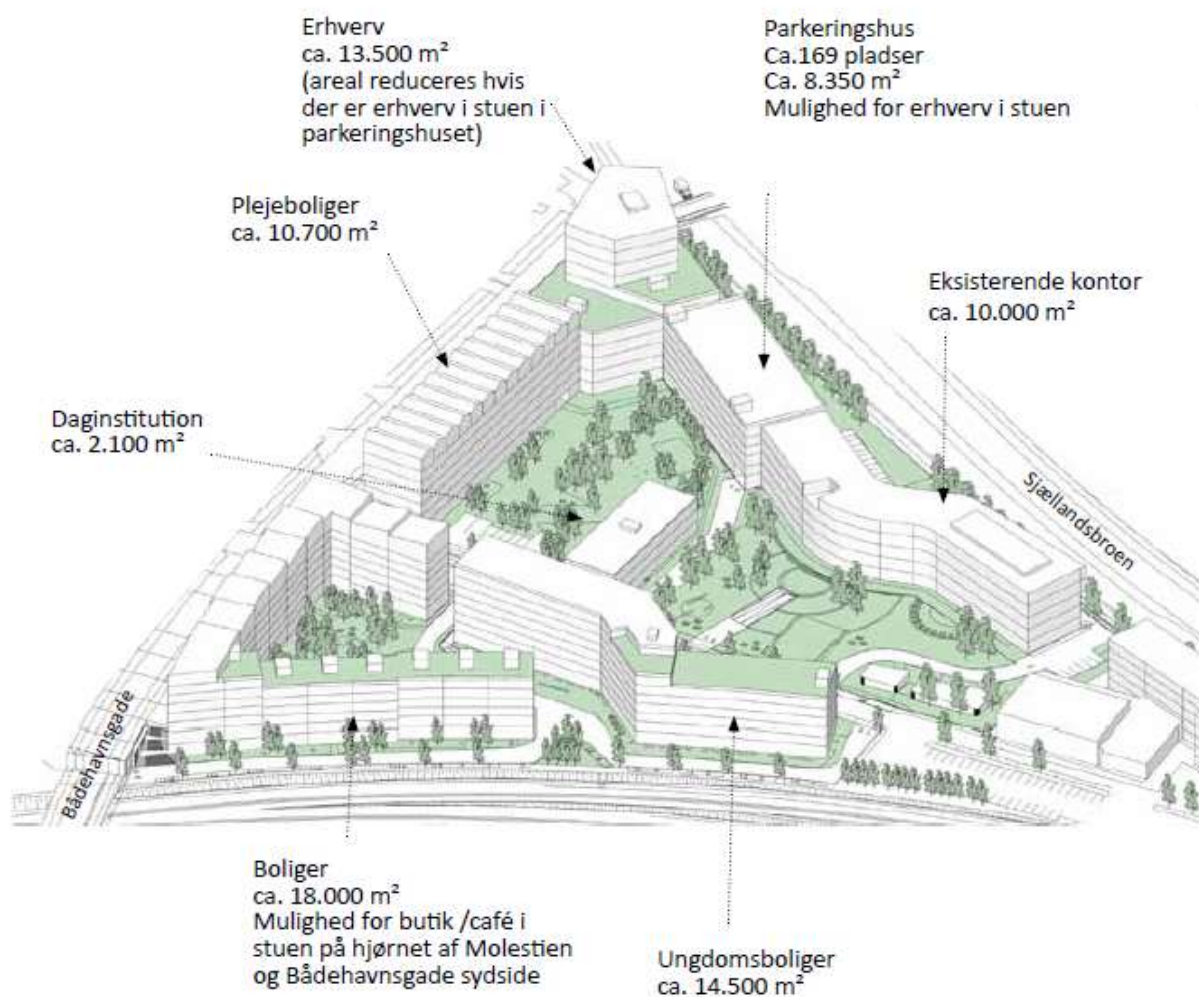 Erhverv
ca. 13.500 m²
(areal reduceres hvis
der er erhverv i stuen i
parkeringshuset)
Parkeringshus
Ca.169 pladser
Ca. 8.350 m²
Mulighed for erhverv i stuen
Plejeboliger
ca. 10.700 m²
Eksisterende kontor
ca. 10.000 m²
Daginstitution
ca. 2.100 m²
Sjællandsbroen
Bådehavnsgade
Boliger
ca. 18.000 m²
Mulighed for butik /café i
stuen på hjørnet af Molestien
og Bådehavnsgade sydside
Ungdomsboliger
ca. 14.500 m²